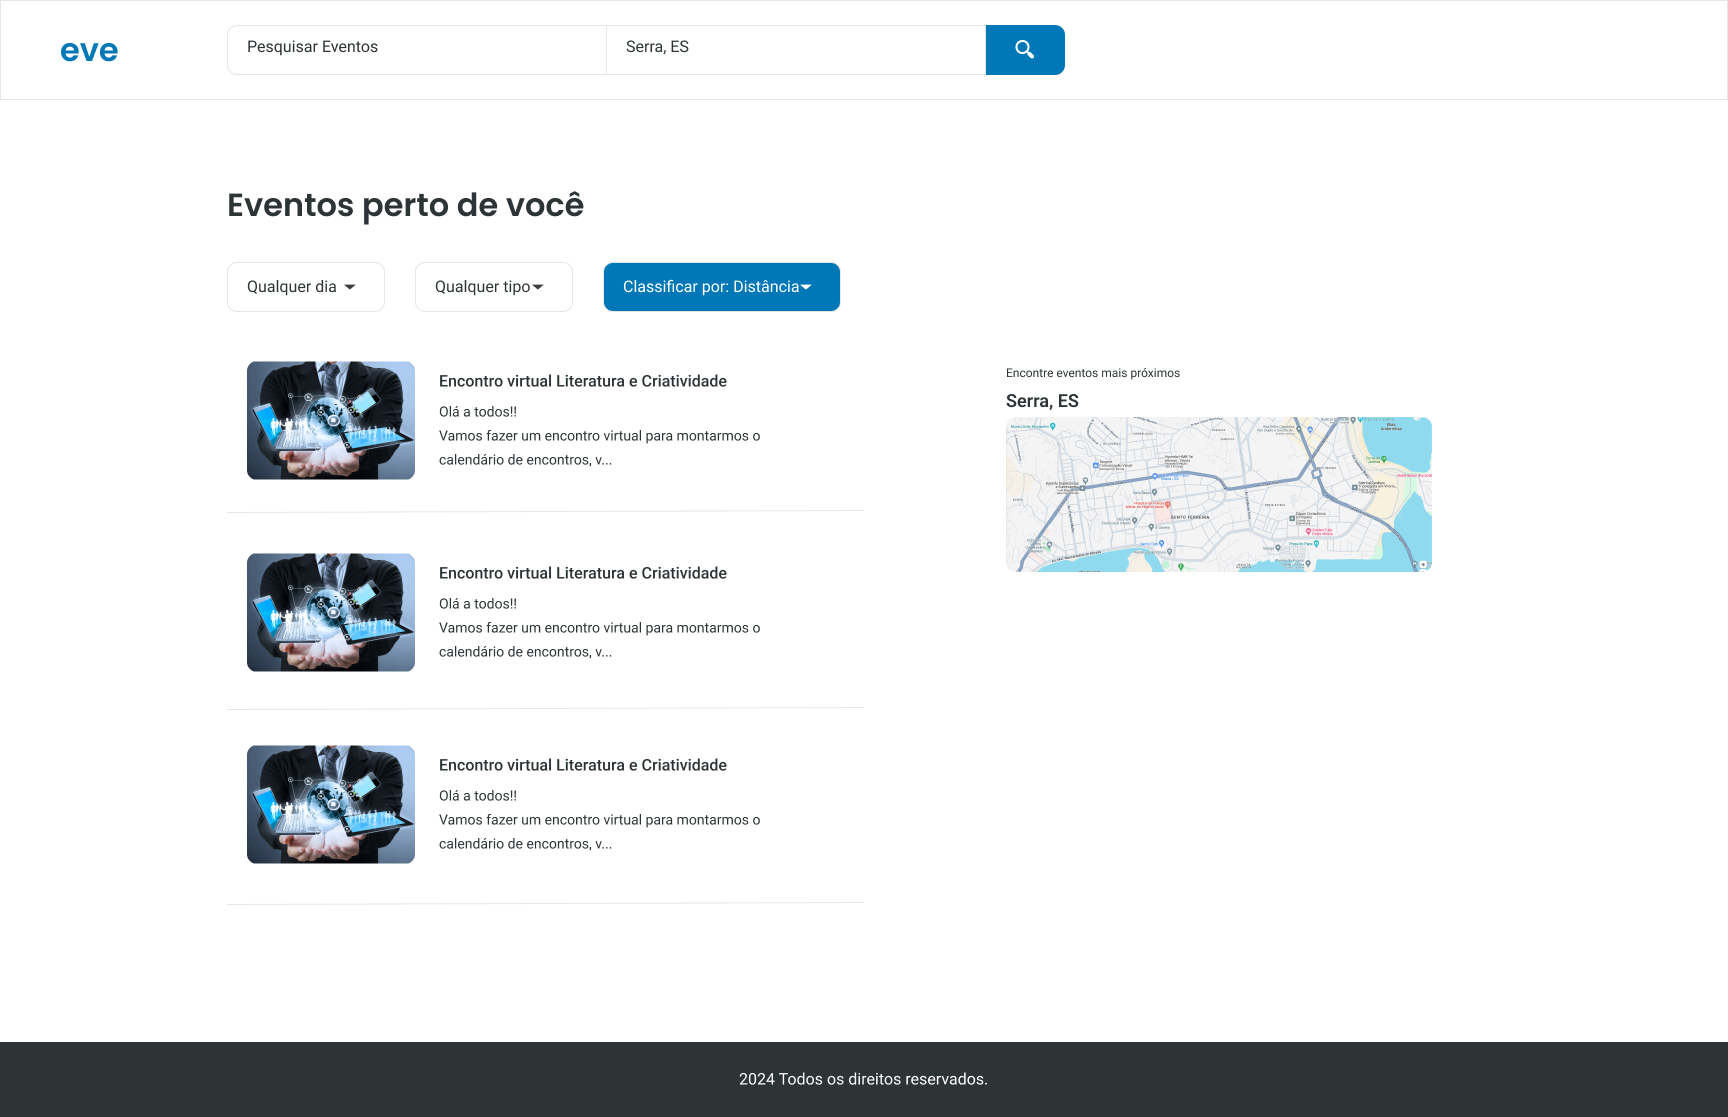 eve
Pesquisar Eventos
Serra, ES
Eventos perto de você
Qualquer dia
Qualquer tipo
Classificar por: Distância
Encontro virtual Literatura e Criatividade
Olá a todos!!
Vamos fazer um encontro virtual para montarmos o
calendário de encontros, v...
Encontre eventos mais próximos
Serra, ES
BENTO FERREIRA
Encontro virtual Literatura e Criatividade
Olá a todos!!
Vamos fazer um encontro virtual para montarmos o
calendário de encontros, v...
Encontro virtual Literatura e Criatividade
Olá a todos!!
Vamos fazer um encontro virtual para montarmos o
calendário de encontros, v...
2024 Todos os direitos reservados.